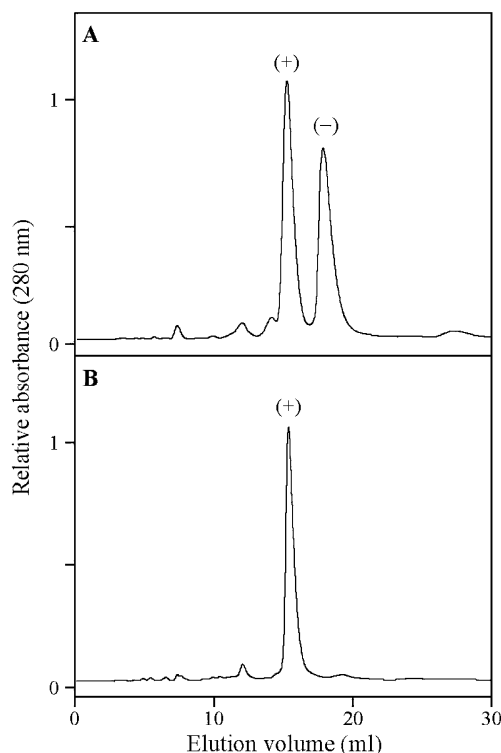 A
(+)
(−)
1
0
B
(+)
1
0
Relative absorbance (280 nm)
0 10 20 30
Elution volume (ml)